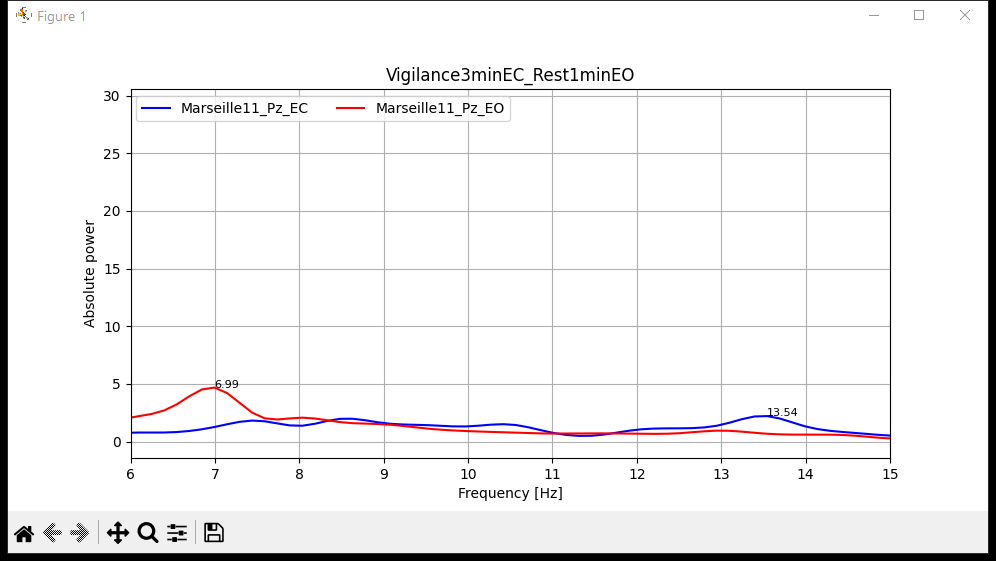 Figure 1
Vigilance3minEC_Rest1minEO
Marseille11_Pz_EC
Marseille11_Pz_EO
30
25
20
15
10
5
0
Absolute power
6.99
13.54
6 7 8 9 10 11 12 13 14 15
Frequency [Hz]